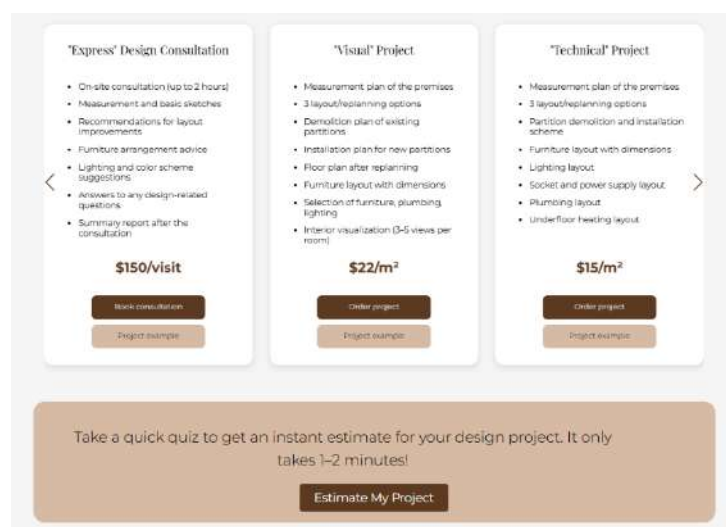 "Express" Design Consultation
• On-site consultation (up to 2 hours)
• Measurement and basic sketches
• Recommendations for layout
improvements
• Furniture arrangement advice
• Lighting and color scheme
suggestions
• Answers to any design-related
questions
• Summary report after the
consultation
$150/visit
Book consultation
Project example
"Visual" Project
• Measurement plan of the premises
• 3 layout/replanning options
• Demolition plan of existing
partitions
• Installation plan for new partitions
• Floor plan after replanning
• Furniture layout with dimensions
• Selection of furniture, plumbing,
lighting
• Interior visualization (3–5 views per
room)
$22/m²
Order project
Project example
"Technical" Project
• Measurement plan of the premises
• 3 layout/replanning options
• Partition demolition and installation
scheme
• Furniture layout with dimensions
• Lighting layout
• Socket and power supply layout
• Plumbing layout
• Underfloor heating layout
$15/m²
Order project
Project example
Take a quick quiz to get an instant estimate for your design project. It only
takes 1–2 minutes!
Estimate My Project